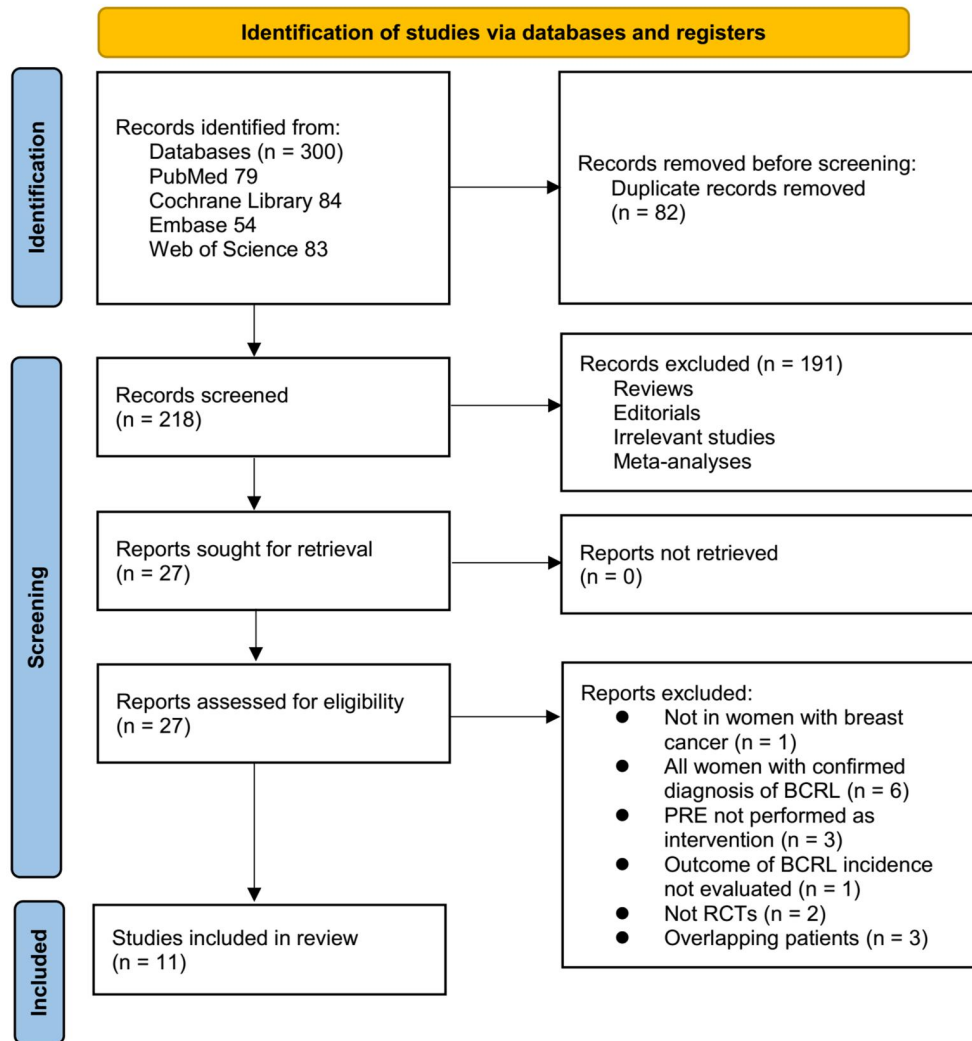 Identification of studies via databases and registers
Identification
Records identified from:
Databases (n = 300)
PubMed 79
Cochrane Library 84
Embase 54
Web of Science 83
Records removed before screening:
Duplicate records removed
(n = 82)
Screening
Records screened
(n = 218)
Records excluded (n = 191)
Reviews
Editorials
Irrelevant studies
Meta-analyses
Reports sought for retrieval
(n = 27)
Reports not retrieved
(n = 0)
Reports assessed for eligibility
(n = 27)
Reports excluded:
● Not in women with breast
cancer (n = 1)
● All women with confirmed
diagnosis of BCRL (n = 6)
● PRE not performed as
intervention (n = 3)
● Outcome of BCRL incidence
not evaluated (n = 1)
● Not RCTs (n = 2)
● Overlapping patients (n = 3)
Included
Studies included in review
(n = 11)